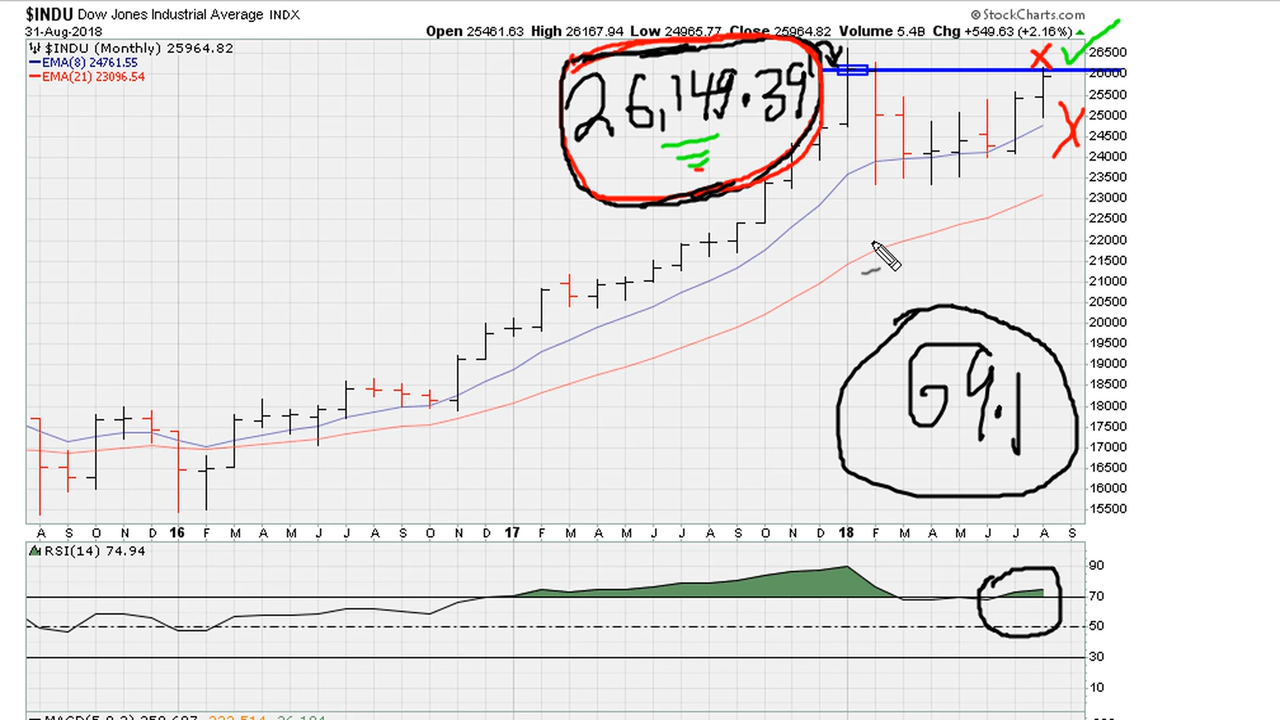 $INDU Dow Jones Industrial Average INDX
© StockCharts.com
31-Aug-2018
Open 25461.63 High 26167.94 Low 24965.77 Close 25964.82 Volume 5.4B Chg +549.63 (+2.16%)
$INDU (Monthly) 25964.82
EMA(8) 24761.55
EMA(21) 23096.54
26,149.39
X
X
26500
26000
25500
25000
24500
24000
23500
23000
22500
22000
21500
21000
20500
20000
19500
19000
18500
18000
17500
17000
16500
16000
15500
69.1
A S O N D 16 F M A M J J A S O N D 17 F M A M J J A S O N D 18 F M A M J J A S
RSI(14) 74.94
90
70
50
30
10